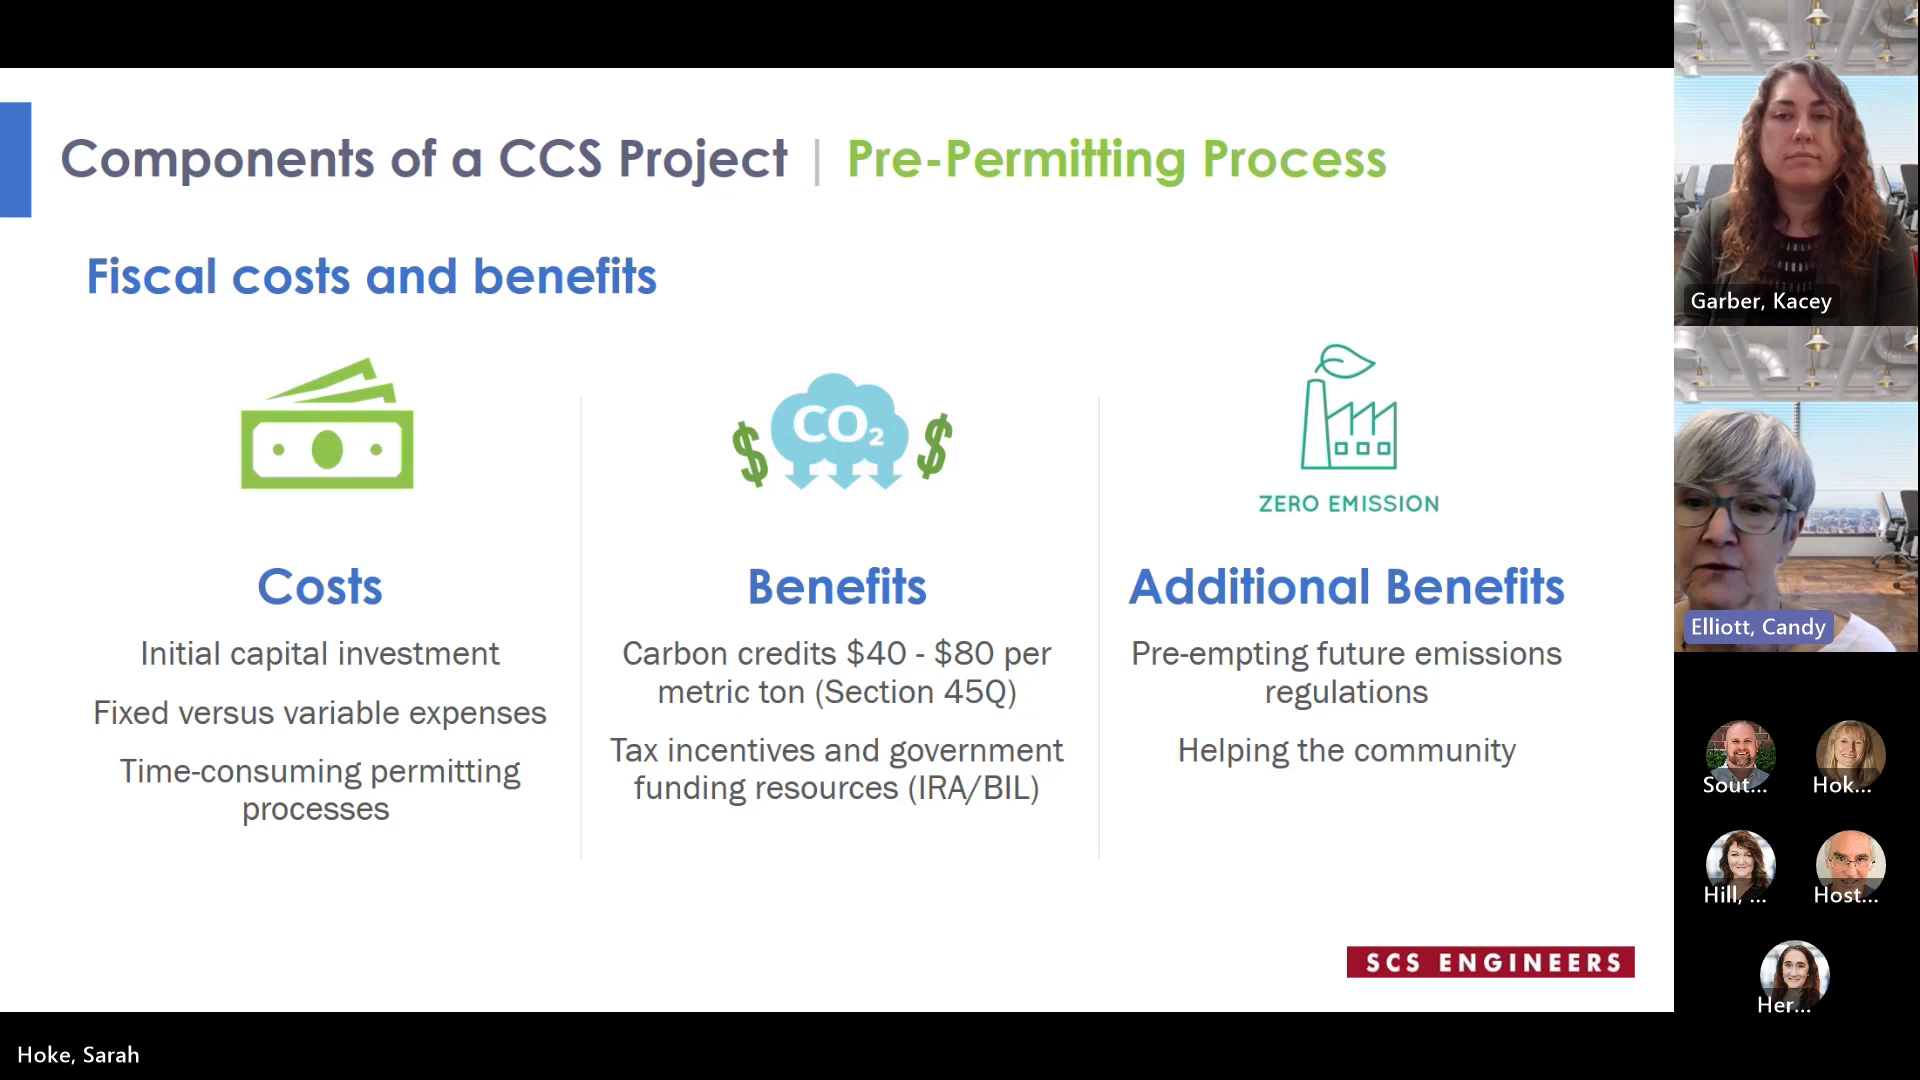 Components of a CCS Project | Pre-Permitting Process
Fiscal costs and benefits
$ CO₂ $
ZERO EMISSION
Costs
Initial capital investment
Fixed versus variable expenses
Time-consuming permitting
processes
Benefits
Carbon credits $40 - $80 per
metric ton (Section 45Q)
Tax incentives and government
funding resources (IRA/BIL)
Additional Benefits
Pre-empting future emissions
regulations
Helping the community
SCS ENGINEERS
Garber, Kacey
Elliott, Candy
Sout...
Hok...
Hill, ...
Host...
Her...
Hoke, Sarah